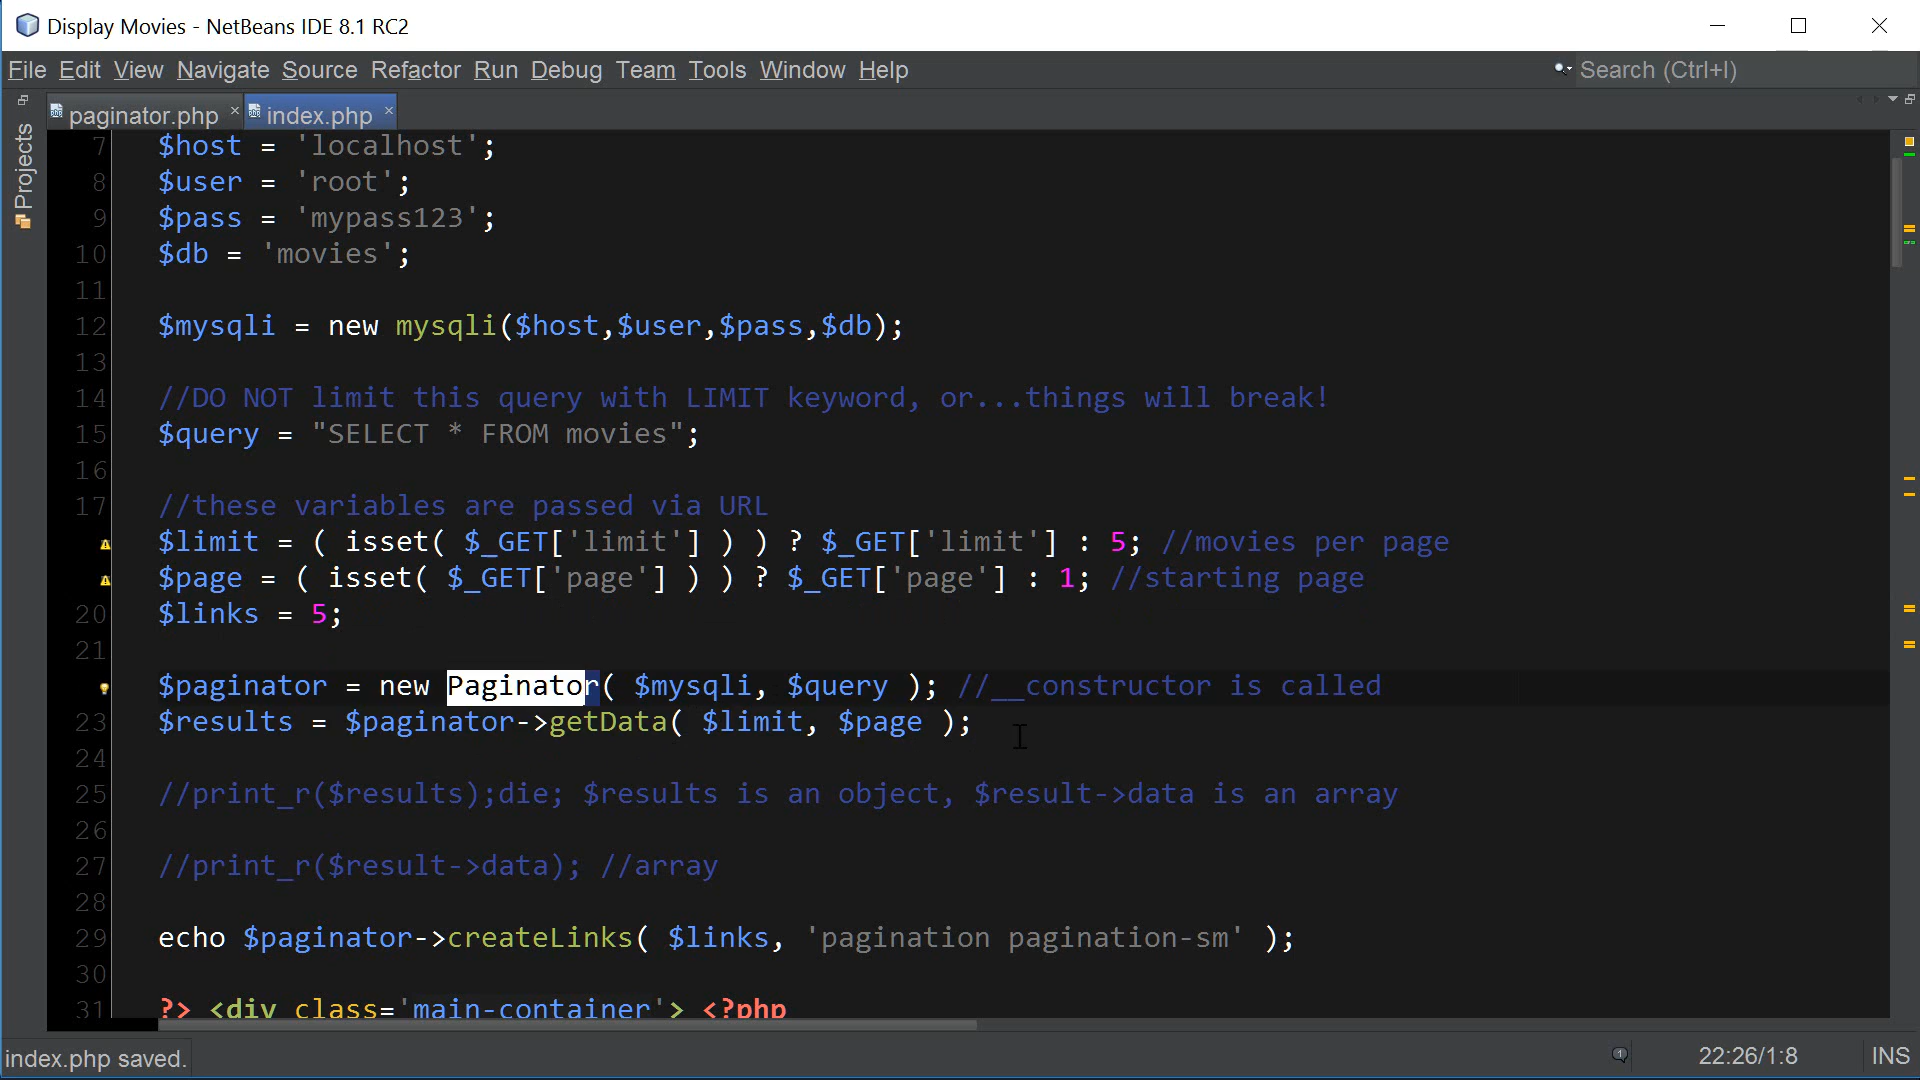 Display Movies - NetBeans IDE 8.1 RC2
File Edit View Navigate Source Refactor Run Debug Team Tools Window Help
Search (Ctrl+I)
paginator.php × index.php ×
Projects
7 $host = 'localhost';
8 $user = 'root';
9 $pass = 'mypass123';
10 $db = 'movies';
11
12 $mysqli = new mysqli($host,$user,$pass,$db);
13
14 //DO NOT limit this query with LIMIT keyword, or...things will break!
15 $query = "SELECT * FROM movies";
16
17 //these variables are passed via URL
$limit = ( isset( $_GET['limit'] ) ) ? $_GET['limit'] : 5; //movies per page
$page = ( isset( $_GET['page'] ) ) ? $_GET['page'] : 1; //starting page
20 $links = 5;
21
$paginator = new Paginator( $mysqli, $query ); //__constructor is called
23 $results = $paginator->getData( $limit, $page );
24
25 //print_r($results);die; $results is an object, $result->data is an array
26
27 //print_r($result->data); //array
28
29 echo $paginator->createLinks( $links, 'pagination pagination-sm' );
30
31 ?> <div class='main-container'> <?php
index.php saved.
1
22:26/1:8
INS